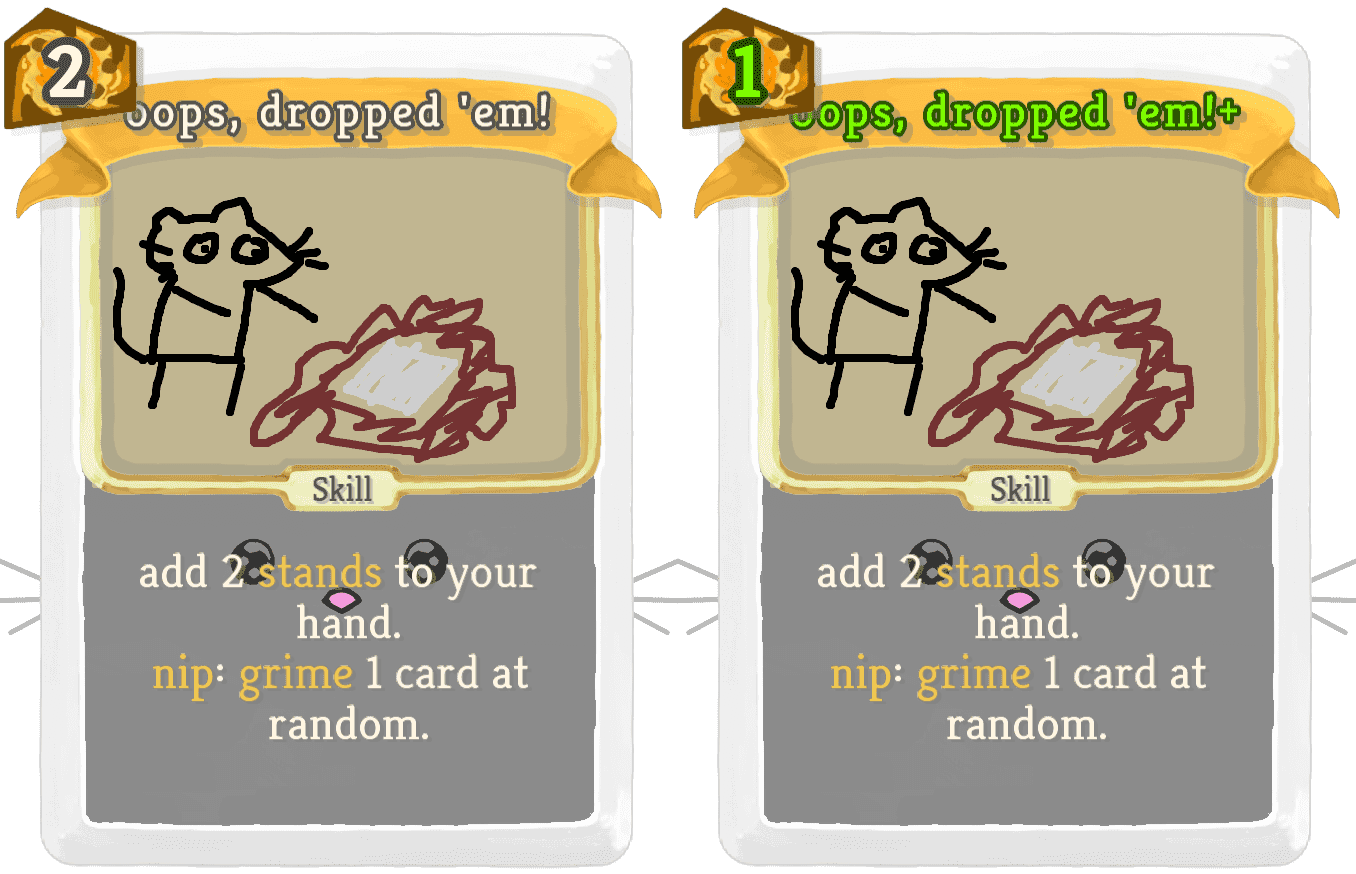 2
oops, dropped 'em!
Skill
add 2 stands to your
hand.
nip: grime 1 card at
random.
1
oops, dropped 'em!+
Skill
add 2 stands to your
hand.
nip: grime 1 card at
random.